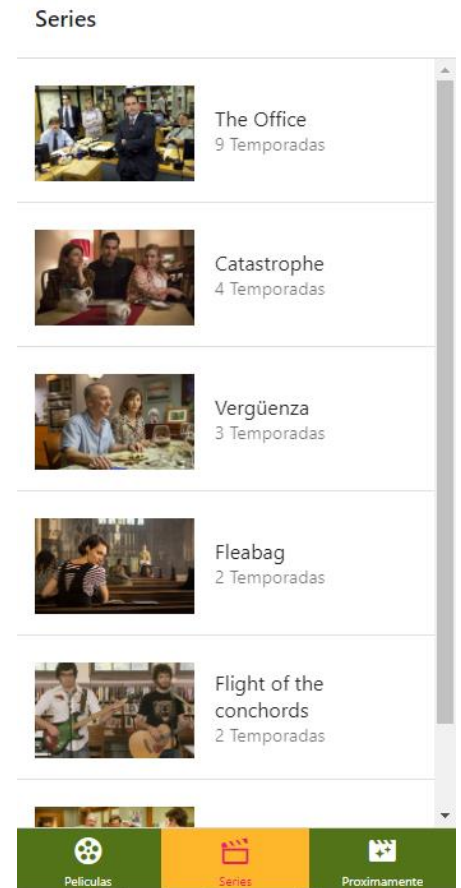 Series
The Office
9 Temporadas
Catastrophe
4 Temporadas
Vergüenza
3 Temporadas
Fleabag
2 Temporadas
Flight of the
conchords
2 Temporadas
Peliculas
Series
Proximamente